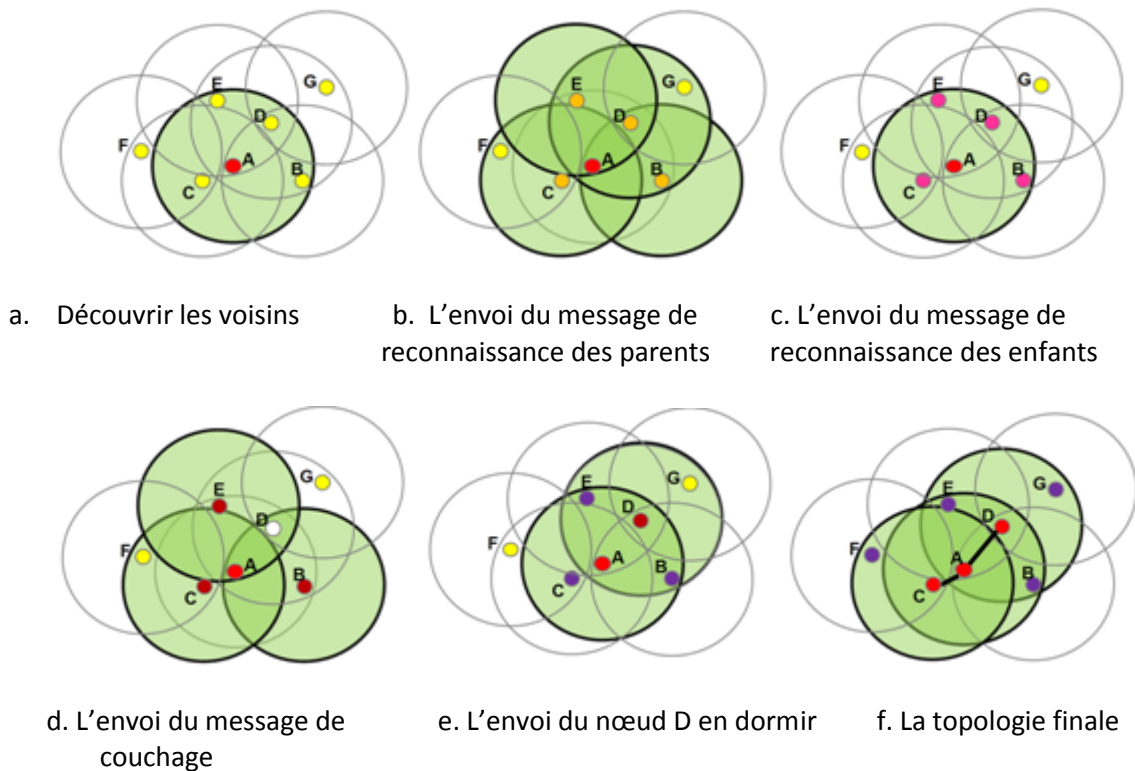 E
G
D
F
A
C
B
E
G
D
F
A
C
B
E
G
D
F
A
C
B
a. Découvrir les voisins
b. L’envoi du message de
reconnaissance des parents
c. L’envoi du message de
reconnaissance des enfants
E
G
D
F
A
B
C
E
G
D
F
A
B
C
E
G
D
F
A
B
C
d. L’envoi du message de
couchage
e. L’envoi du nœud D en dormir
f. La topologie finale